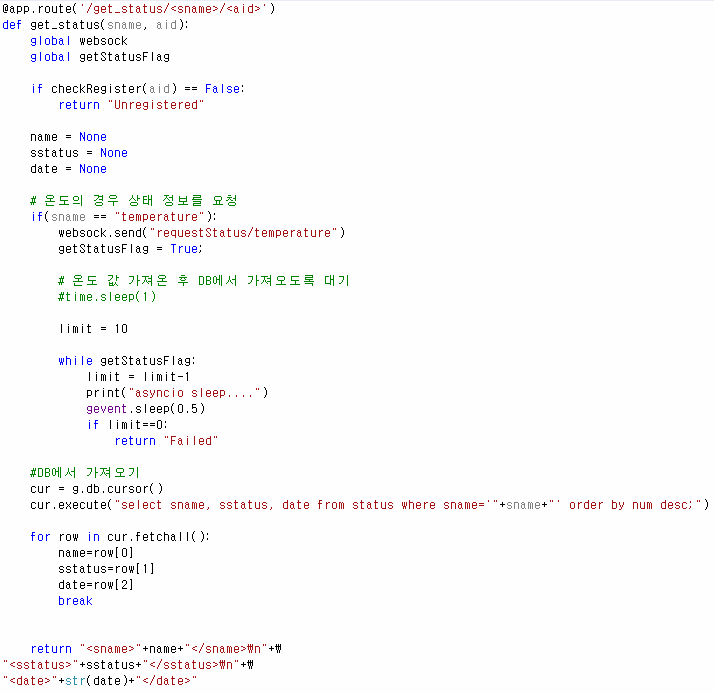 @app.route('/get_status/<sname>/<aid>')
def get_status(sname, aid):
    global websock
    global getStatusFlag

    if checkRegister(aid) == False:
        return "Unregistered"

    name = None
    sstatus = None
    date = None

    # 온도의 경우 상태 정보를 요청
    if(sname == "temperature"):
        websock.send("requestStatus/temperature")
        getStatusFlag = True;

        # 온도 값 가져온 후 DB에서 가져오도록 대기
        #time.sleep(1)

        limit = 10

        while getStatusFlag:
            limit = limit-1
            print("asyncio sleep....")
            gevent.sleep(0.5)
            if limit==0:
                return "Failed"

    #DB에서 가져오기
    cur = g.db.cursor()
    cur.execute("select sname, sstatus, date from status where sname='"+sname+"' order by num desc;")

    for row in cur.fetchall():
        name=row[0]
        sstatus=row[1]
        date=row[2]
        break


    return "<sname>"+name+"</sname>₩n"+₩
"<sstatus>"+sstatus+"</sstatus>₩n"+₩
"<date>"+str(date)+"</date>"